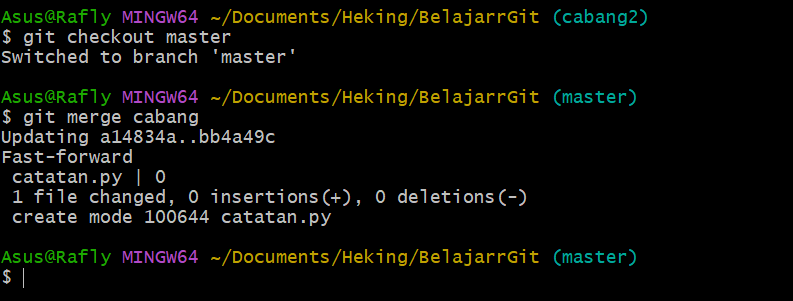 Asus@Rafly MINGW64 ~/Documents/Heking/BelajarrGit (cabang2)
$ git checkout master
Switched to branch 'master'
Asus@Rafly MINGW64 ~/Documents/Heking/BelajarrGit (master)
$ git merge cabang
Updating a14834a..bb4a49c
Fast-forward
 catatan.py | 0
 1 file changed, 0 insertions(+), 0 deletions(-)
 create mode 100644 catatan.py
Asus@Rafly MINGW64 ~/Documents/Heking/BelajarrGit (master)
$